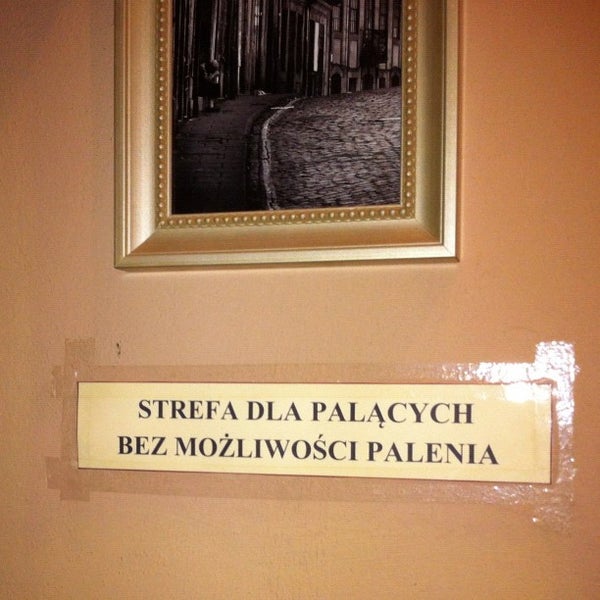 STREFA DLA PALĄCYCH
BEZ MOŻLIWOŚCI PALENIA